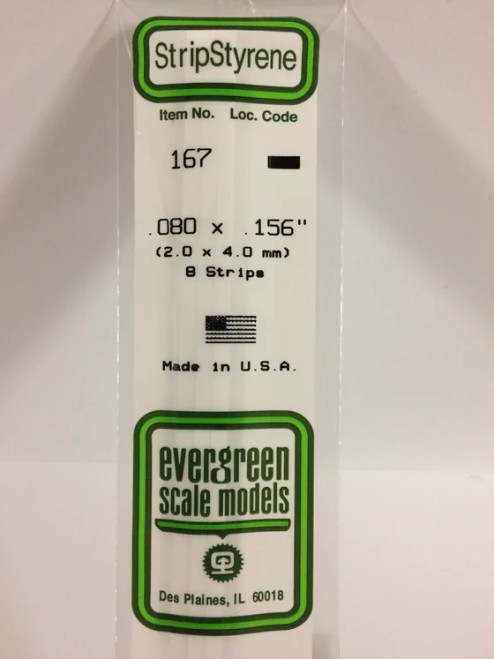 StripStyrene
Item No. Loc. Code
167
.080 x .156"
(2.0 x 4.0 mm)
8 Strips
Made in U.S.A.
evergreen
scale models
Des Plaines, IL 60018